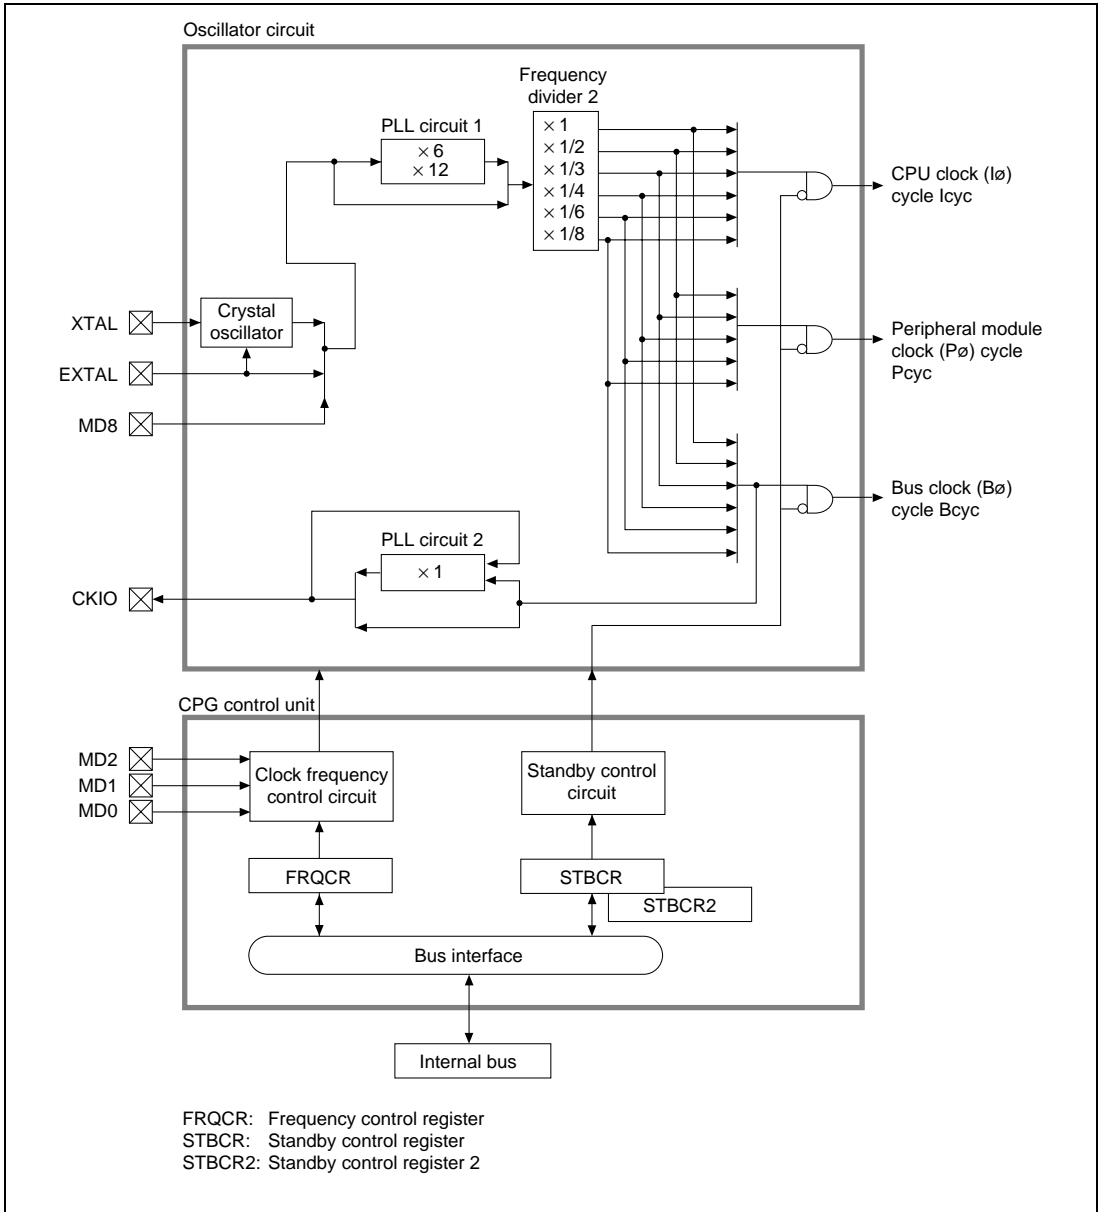 Oscillator circuit
Frequency
divider 2
PLL circuit 1
× 6
× 12
× 1
× 1/2
× 1/3
× 1/4
× 1/6
× 1/8
CPU clock (Iø)
cycle Icyc
XTAL
Crystal
oscillator
EXTAL
MD8
Peripheral module
clock (Pø) cycle
Pcyc
Bus clock (Bø)
cycle Bcyc
PLL circuit 2
× 1
CKIO
CPG control unit
MD2
MD1
MD0
Clock frequency
control circuit
Standby control
circuit
FRQCR
STBCR
STBCR2
Bus interface
Internal bus
FRQCR: Frequency control register
STBCR: Standby control register
STBCR2: Standby control register 2